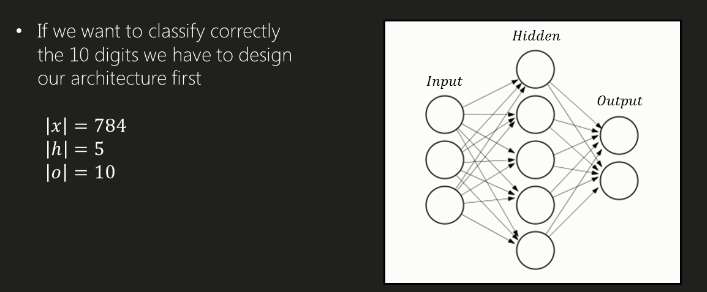 • If we want to classify correctly
the 10 digits we have to design
our architecture first
|x| = 784
|h| = 5
|o| = 10
Hidden
Input
Output